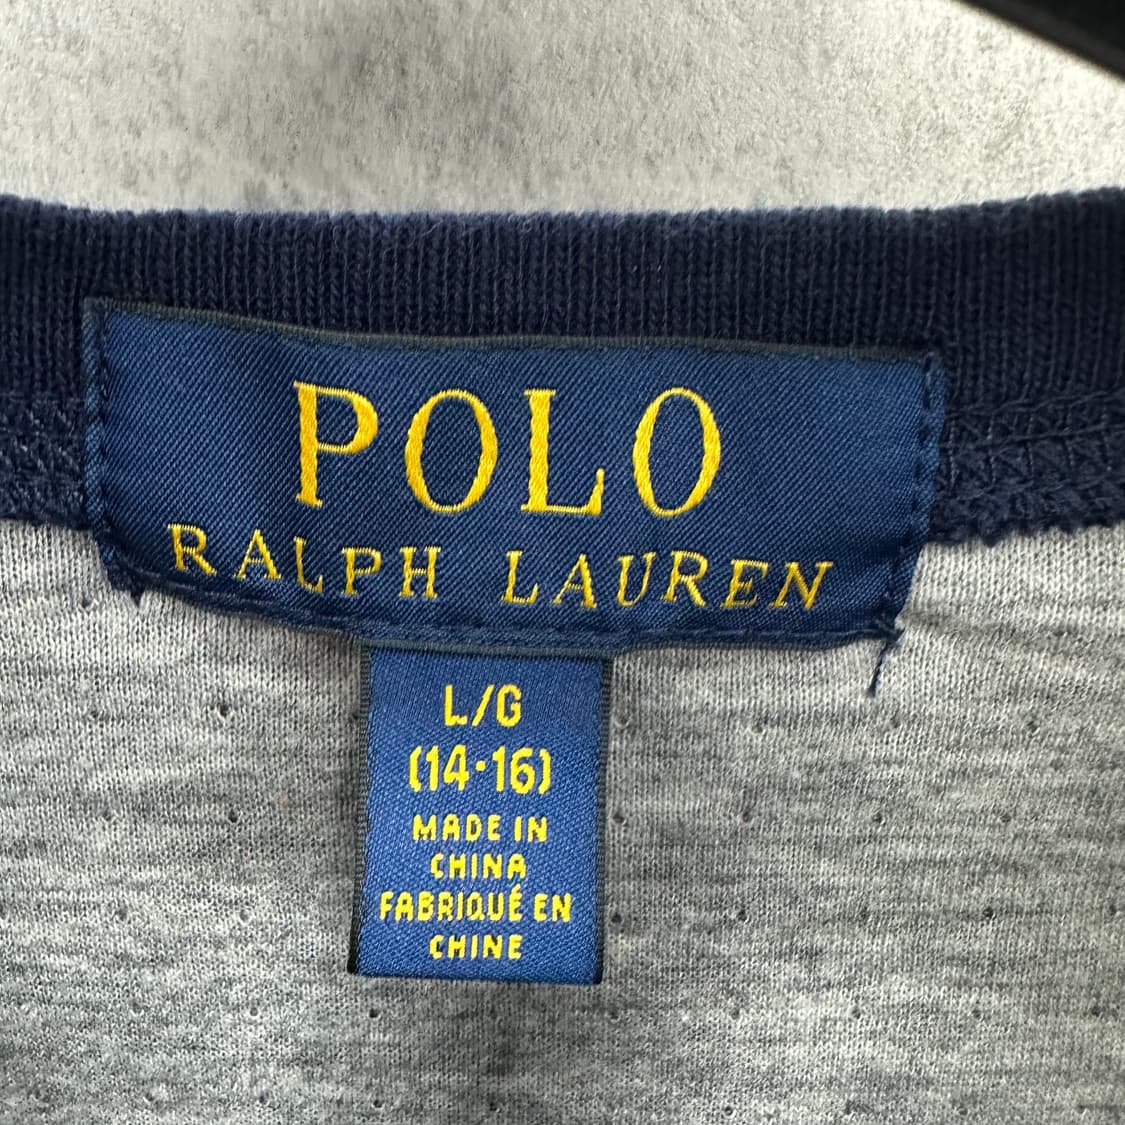 POLO
RALPH LAUREN
L/G
(14•16)
MADE IN
CHINA
FABRIQUÉ EN
CHINE